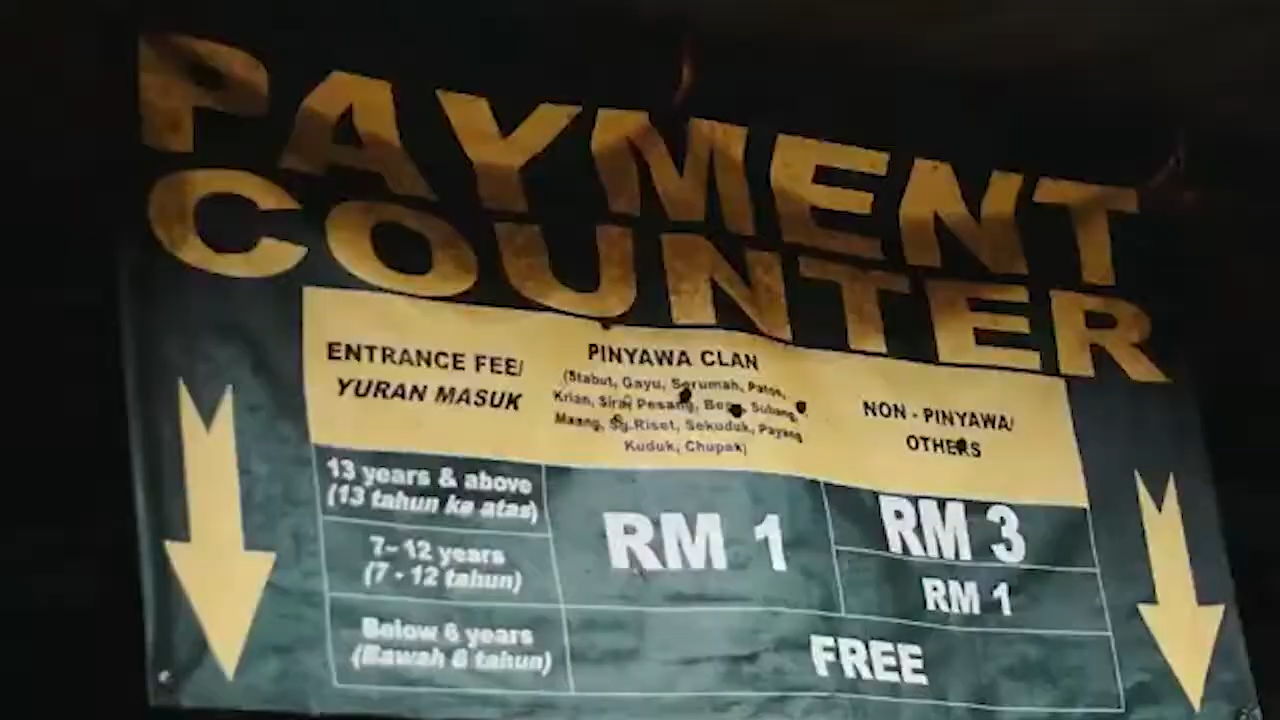 PAYMENT
COUNTER
ENTRANCE FEE/
YURAN MASUK
PINYAWA CLAN
(Stabut, Gayu, Serumah, Patos,
Krian, Sirai Pesang, Subang,
Maang, Sg.Riset, Sekuduk, Payang
Kuduk, Chupak)
NON - PINYAWA/
OTHERS
13 years & above
(13 tahun ke atas)
RM 1
RM 3
7- 12 years
(7 - 12 tahun)
RM 1
Below 6 years
(Bawah 6 tahun)
FREE